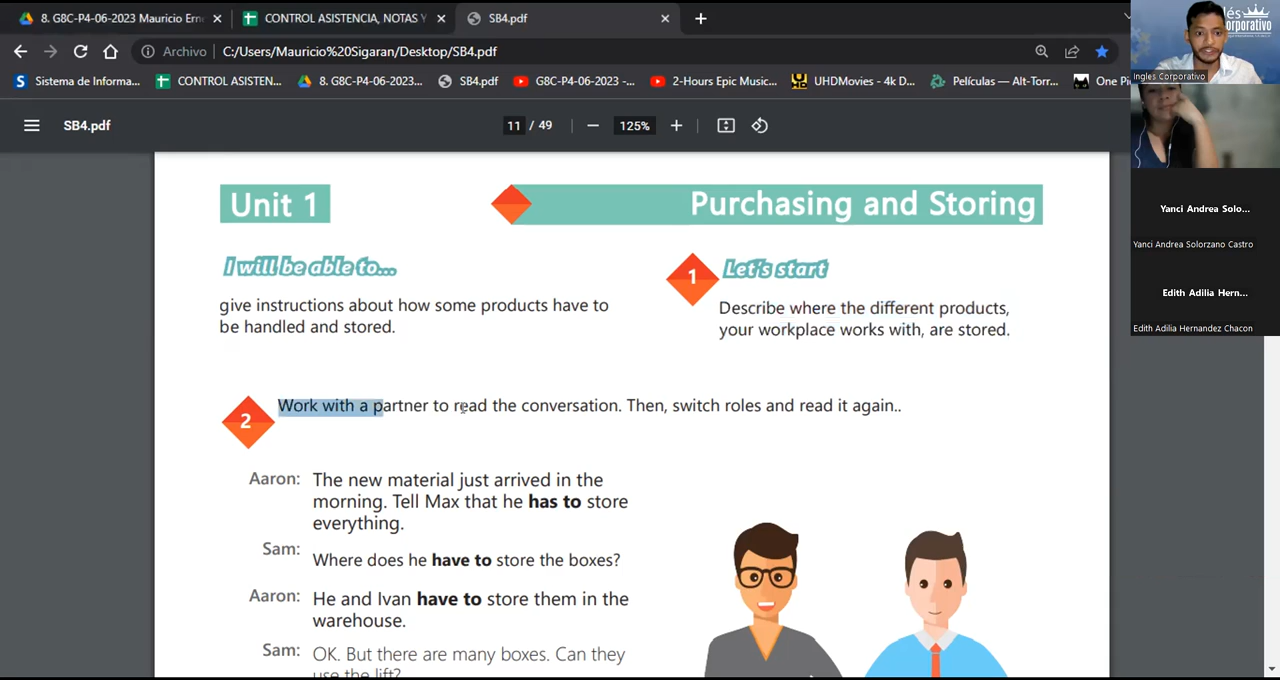 8. G8C-P4-06-2023 Mauricio Ern
CONTROL ASISTENCIA, NOTAS Y
SB4.pdf
Archivo
C:/Users/Mauricio%20Sigaran/Desktop/SB4.pdf
Sistema de Informa...
CONTROL ASISTEN...
8. G8C-P4-06-2023...
SB4.pdf
G8C-P4-06-2023 -...
2-Hours Epic Music...
UHDMovies - 4k D...
Películas — Alt-Torr...
One Pi
SB4.pdf
11 / 49
125%
Unit 1
Purchasing and Storing
I will be able to...
give instructions about how some products have to
be handled and stored.
1
Let's start
Describe where the different products,
your workplace works with, are stored.
2
Work with a partner to read the conversation. Then, switch roles and read it again..
Aaron: The new material just arrived in the
morning. Tell Max that he has to store
everything.
Sam: Where does he have to store the boxes?
Aaron: He and Ivan have to store them in the
warehouse.
Sam: OK. But there are many boxes. Can they
use the lift?
Ingles Corporativo
Yanci Andrea Solo...
Yanci Andrea Solorzano Castro
Edith Adilia Hern...
Edith Adilia Hernandez Chacon